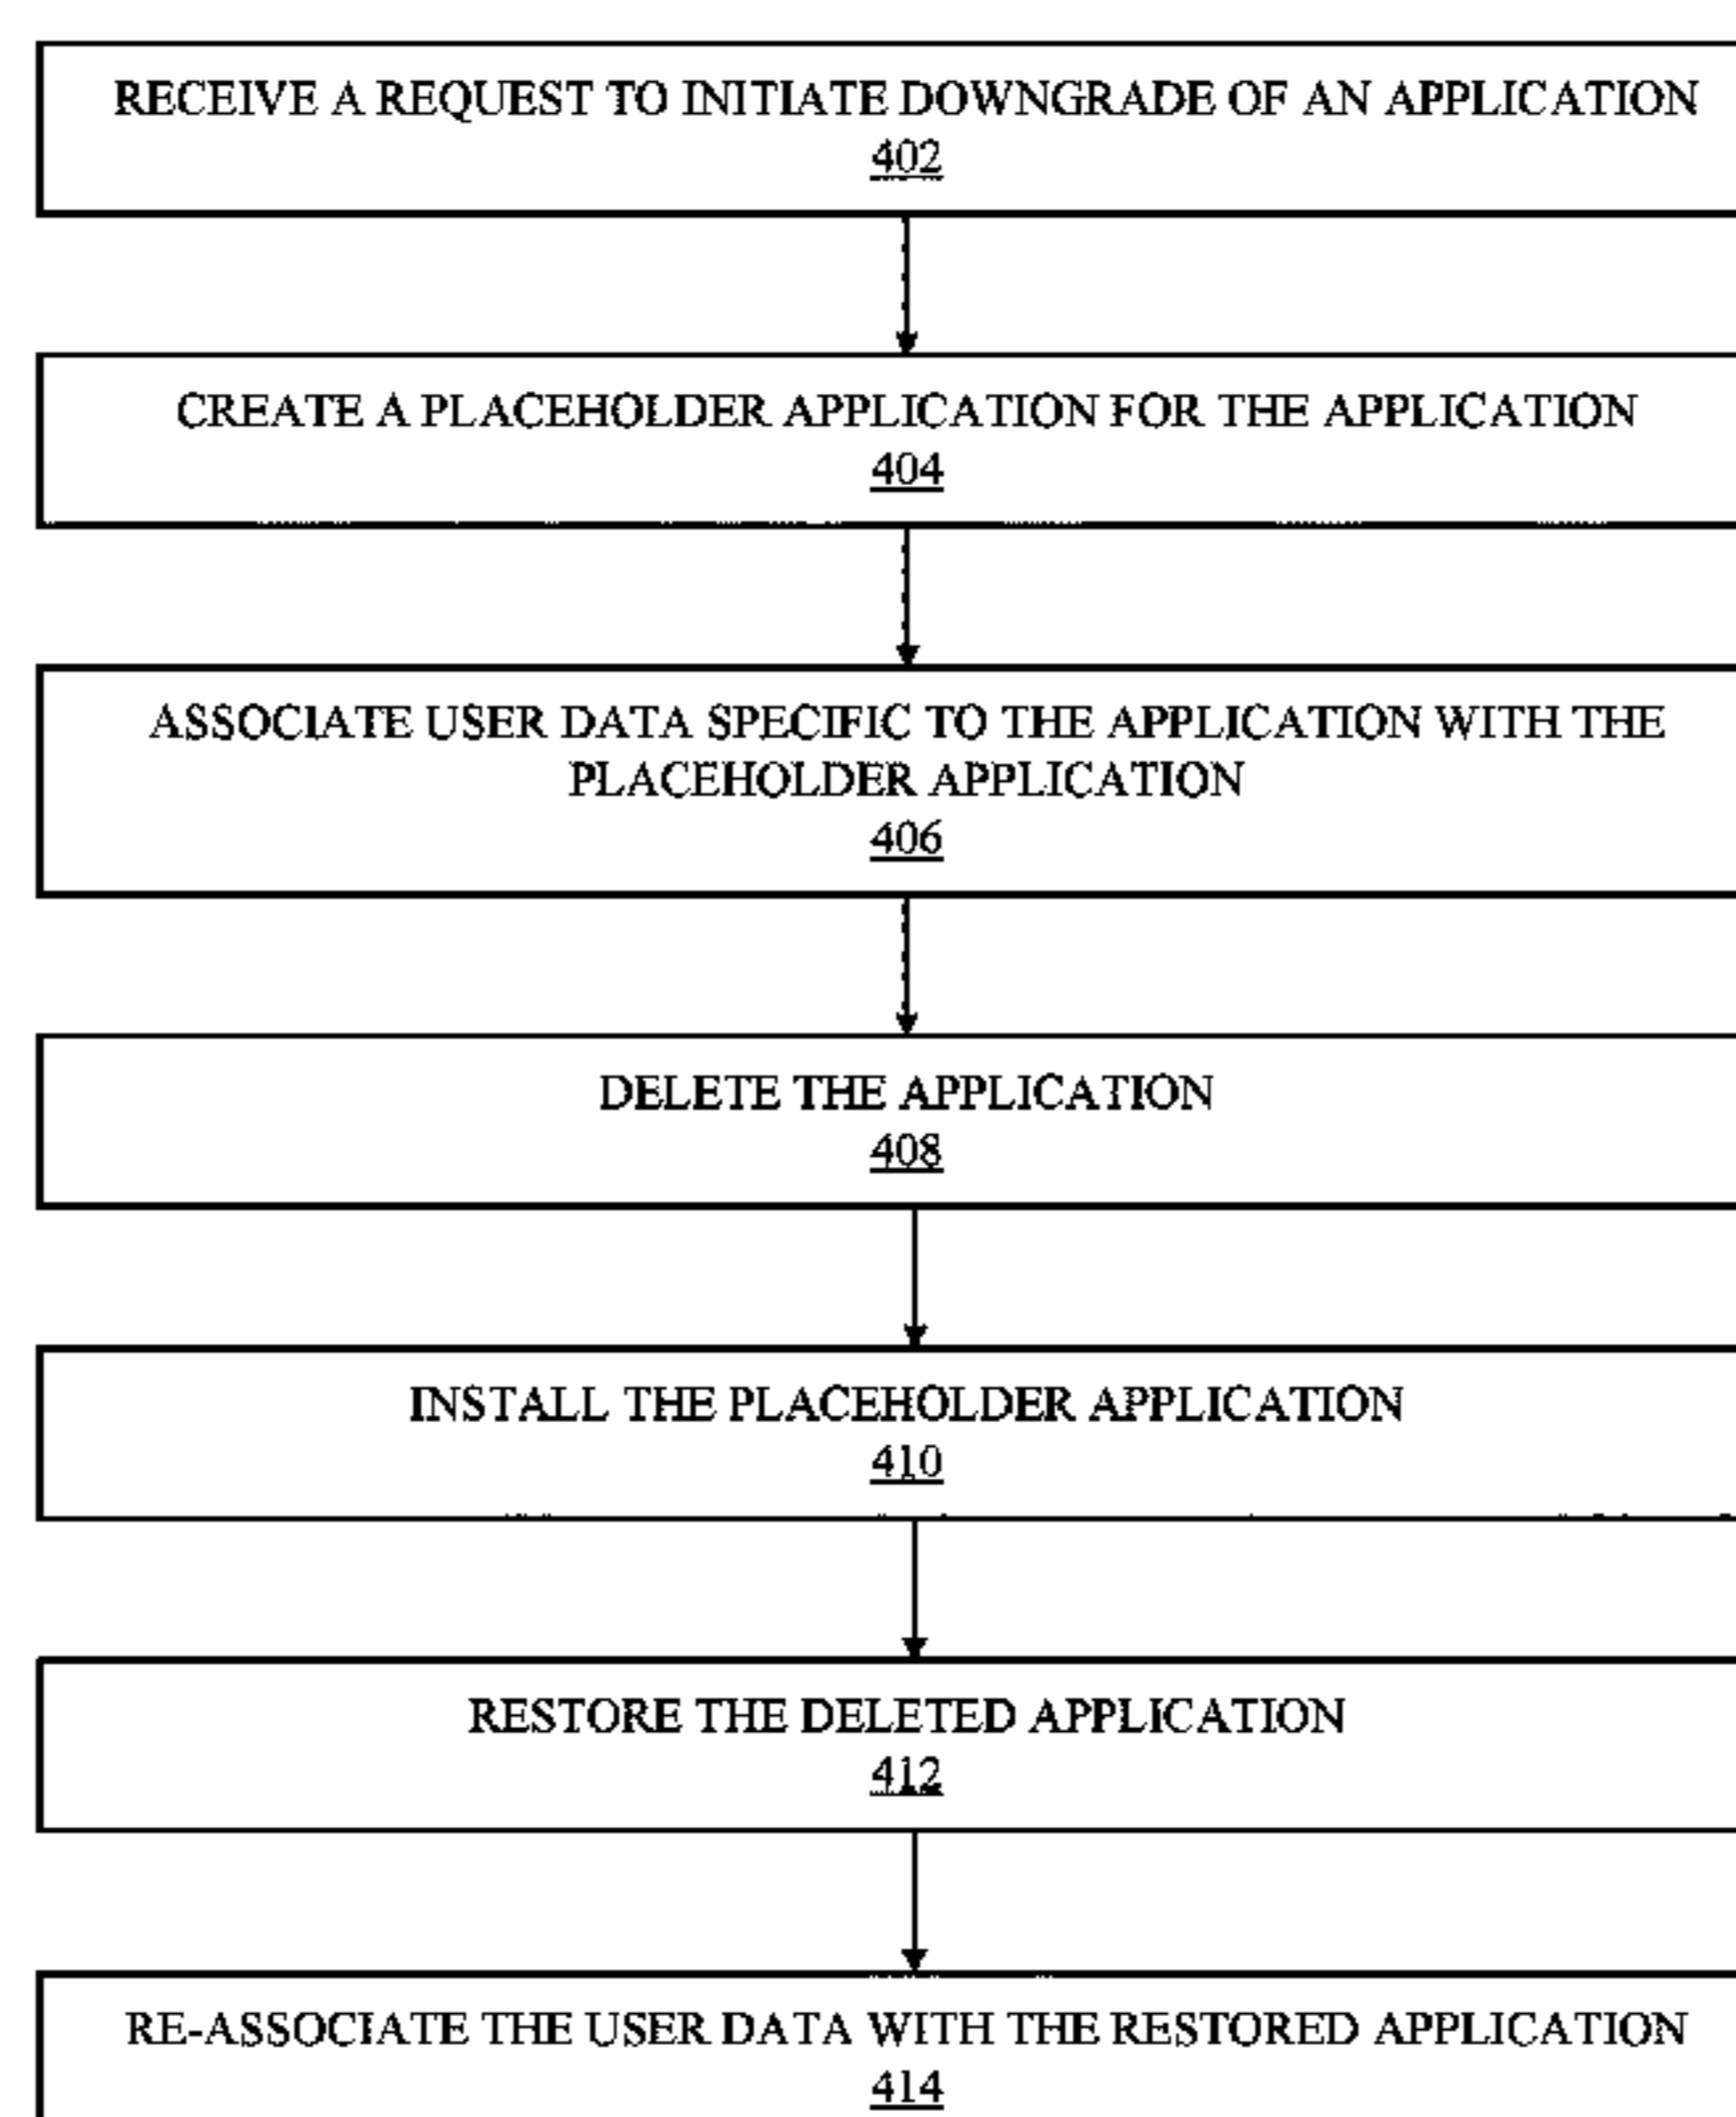 RECEIVE A REQUEST TO INITIATE DOWNGRADE OF AN APPLICATION
402
CREATE A PLACEHOLDER APPLICATION FOR THE APPLICATION
404
ASSOCIATE USER DATA SPECIFIC TO THE APPLICATION WITH THE
PLACEHOLDER APPLICATION
406
DELETE THE APPLICATION
408
INSTALL THE PLACEHOLDER APPLICATION
410
RESTORE THE DELETED APPLICATION
412
RE-ASSOCIATE THE USER DATA WITH THE RESTORED APPLICATION
414